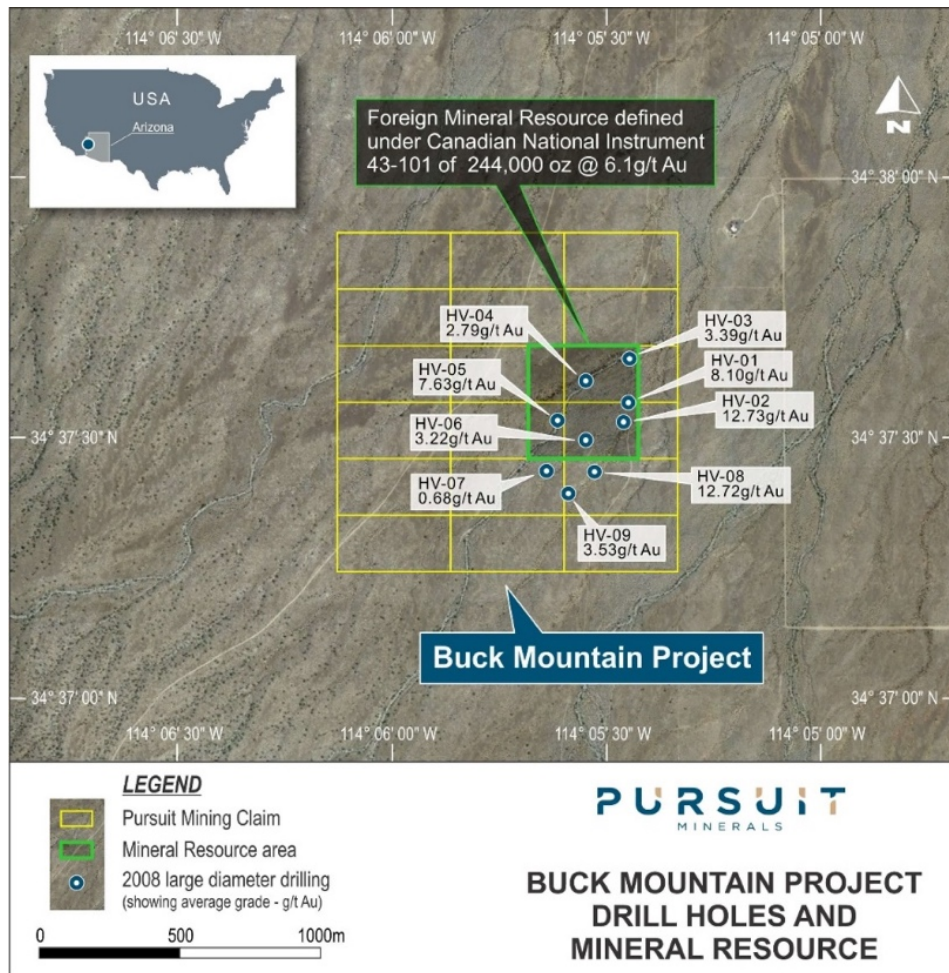 114° 06' 30" W
114° 06' 00" W
114° 05' 30" W
114° 05' 00" W
USA
Arizona
Foreign Mineral Resource defined
under Canadian National Instrument
43-101 of 244,000 oz @ 6.1g/t Au
N
34° 38' 00" N
HV-04
2.79g/t Au
HV-03
3.39g/t Au
HV-05
7.63g/t Au
HV-01
8.10g/t Au
HV-02
12.73g/t Au
HV-06
3.22g/t Au
34° 37' 30" N
34° 37' 30" N
HV-07
0.68g/t Au
HV-08
12.72g/t Au
HV-09
3.53g/t Au
Buck Mountain Project
34° 37' 00" N
34° 37' 00" N
114° 06' 30" W
114° 06' 00" W
114° 05' 30" W
114° 05' 00" W
LEGEND
Pursuit Mining Claim
Mineral Resource area
2008 large diameter drilling
(showing average grade - g/t Au)
0 500 1000m
PURSUIT
MINERALS
BUCK MOUNTAIN PROJECT
DRILL HOLES AND
MINERAL RESOURCE